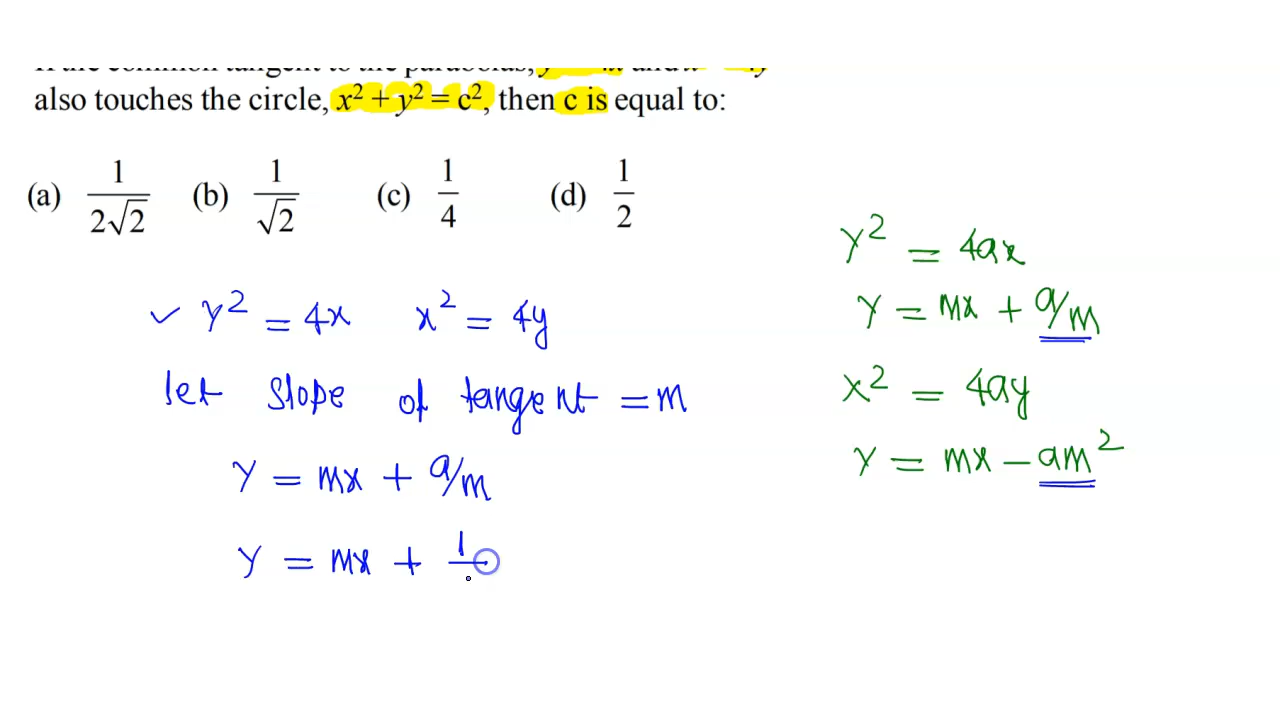 also touches the circle, x² + y² = c², then c is equal to:
(a) 1/2√2 (b) 1/√2 (c) 1/4 (d) 1/2
✓ y² = 4x x² = 4y
let slope of tangent = m
y = mx + a/m
y = mx + 1
y² = 4ax
y = mx + a/m
x² = 4ay
y = mx - am²